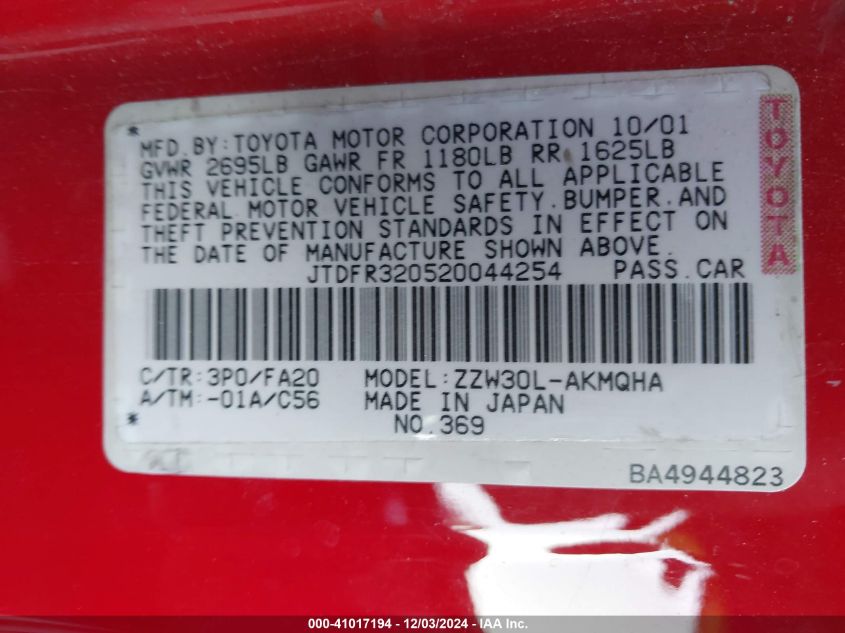 * MFD.BY:TOYOTA MOTOR CORPORATION 10/01
GVWR 2695LB GAWR FR 1180LB RR 1625LB
THIS VEHICLE CONFORMS TO ALL APPLICABLE
FEDERAL MOTOR VEHICLE SAFETY.BUMPER.AND
THEFT PREVENTION STANDARDS IN EFFECT ON
THE DATE OF MANUFACTURE SHOWN ABOVE.
JTDFR320520044254 PASS.CAR
TOYOTA
C/TR:3P0/FA20 MODEL:ZZW30L-AKMQHA
A/TM:-01A/C56 MADE IN JAPAN
* NO.369
BA4944823
000-41017194 - 12/03/2024 - IAA Inc.